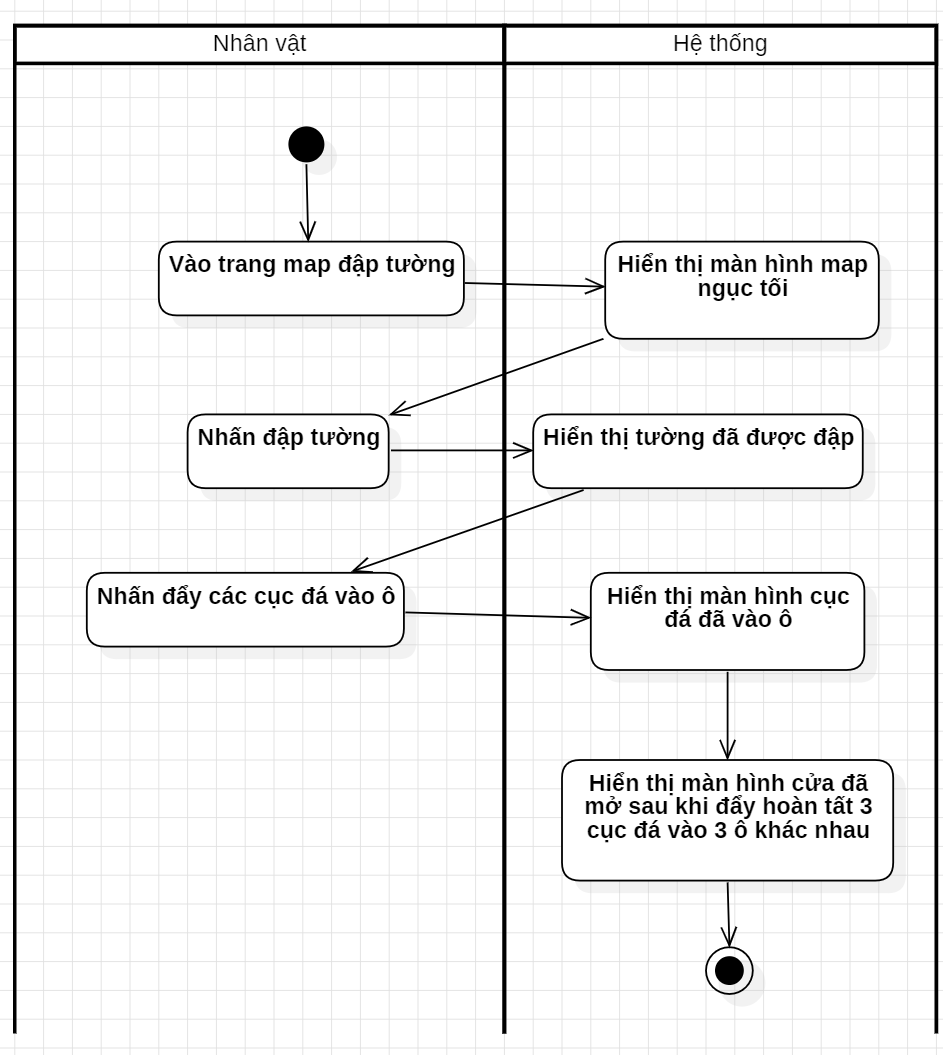 Nhân vật
Hệ thống
Vào trang map đập tường
Hiển thị màn hình map
ngục tối
Nhấn đập tường
Hiển thị tường đã được đập
Nhấn đẩy các cục đá vào ô
Hiển thị màn hình cục
đá đã vào ô
Hiển thị màn hình cửa đã
mở sau khi đẩy hoàn tất 3
cục đá vào 3 ô khác nhau